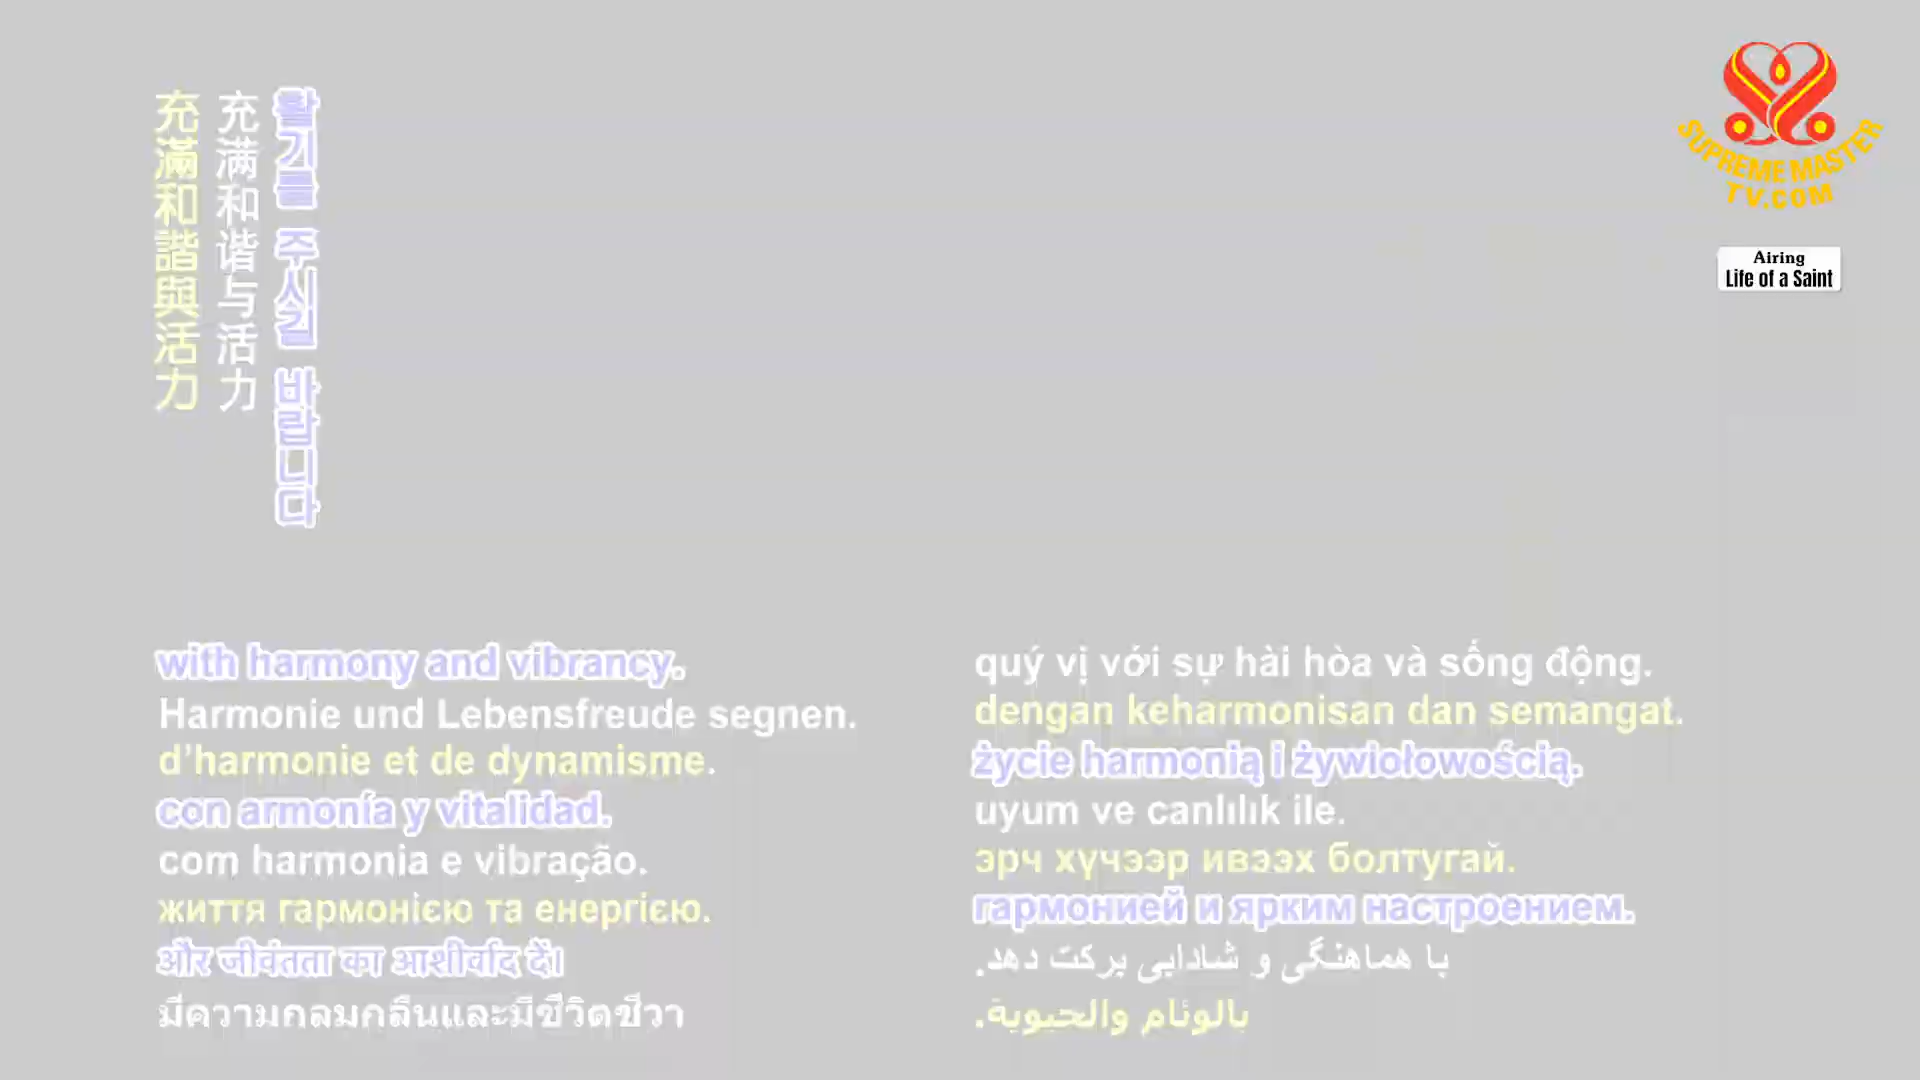 充滿和諧與活力
充满和谐与活力
활기를 주시길 바랍니다
SUPREME MASTER
TV.COM
Airing
Life of a Saint
with harmony and vibrancy.
Harmonie und Lebensfreude segnen.
d’harmonie et de dynamisme.
con armonía y vitalidad.
com harmonia e vibração.
життя гармонією та енергією.
और जीवंतता का आशीर्वाद दें।
มีความกลมกลืนและมีชีวิตชีวา
quý vị với sự hài hòa và sống động.
dengan keharmonisan dan semangat.
życie harmonią i żywiołowością.
uyum ve canlılık ile.
эрч хүчээр ивээх болтугай.
гармонией и ярким настроением.
با هماهنگی و شادابی برکت دهد.
بالوئام والحيوية.